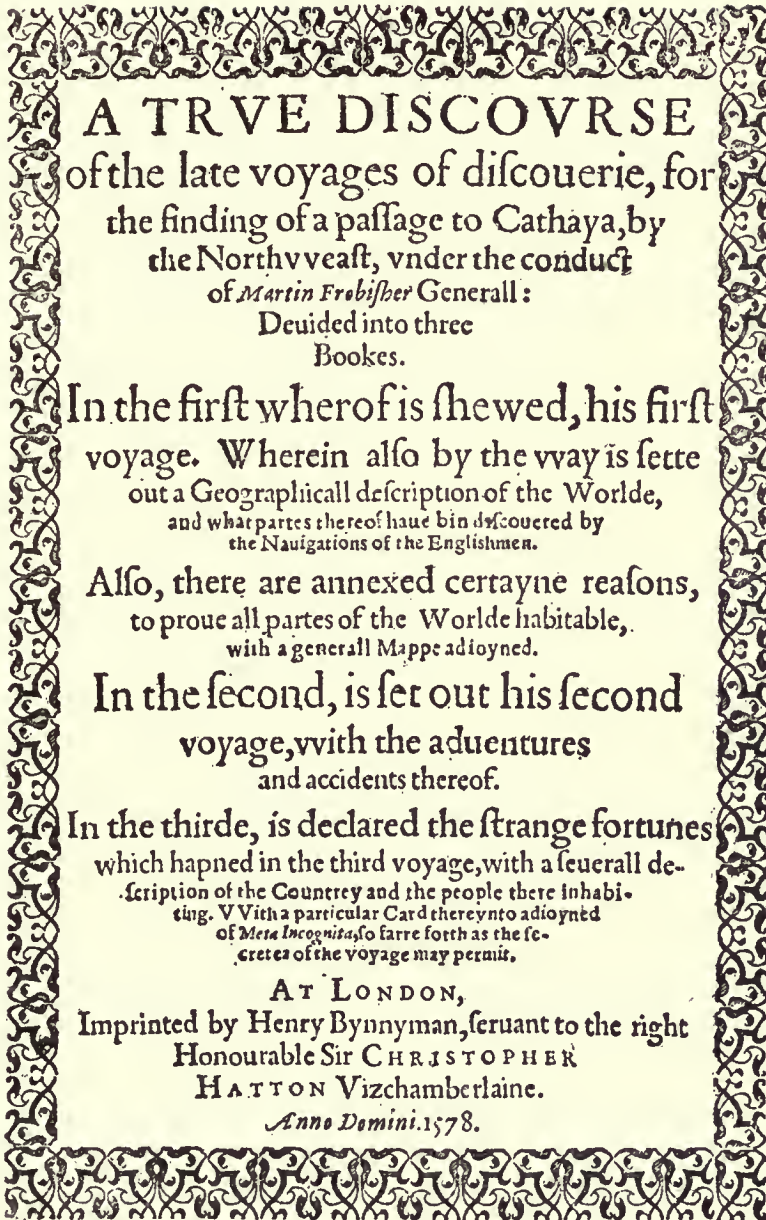 A TRVE DISCOVRSE
of the late voyages of diſcouerie, for
the finding of a paſſage to Cathaya, by
the Northvveaſt, vnder the conduct
of Martin Frobiſher Generall:
Deuided into three
Bookes.
In the firſt wherof is ſhewed, his firſt
voyage. Wherein alſo by the vvay is ſette
out a Geographicall deſcription of the Worlde,
and what partes thereof haue bin diſcouered by
the Nauigations of the Engliſhmen.
Alſo, there are annexed certayne reaſons,
to proue all partes of the Worlde habitable,
with a generall Mappe adioyned.
In the ſecond, is ſet out his ſecond
voyage, vvith the aduentures
and accidents thereof.
In the thirde, is declared the ſtrange fortunes
which hapned in the third voyage, with a ſeuerall de-
ſcription of the Countrey and the people there inhabi-
ting. VVith a particular Card therevnto adioyned
of Meta Incognita, ſo farre forth as the ſe-
cretes of the voyage may permit.
AT LONDON,
Imprinted by Henry Bynnyman, ſeruant to the right
Honourable Sir CHRISTOPHER
HATTON Vizchamberlaine.
Anno Domini. 1578.